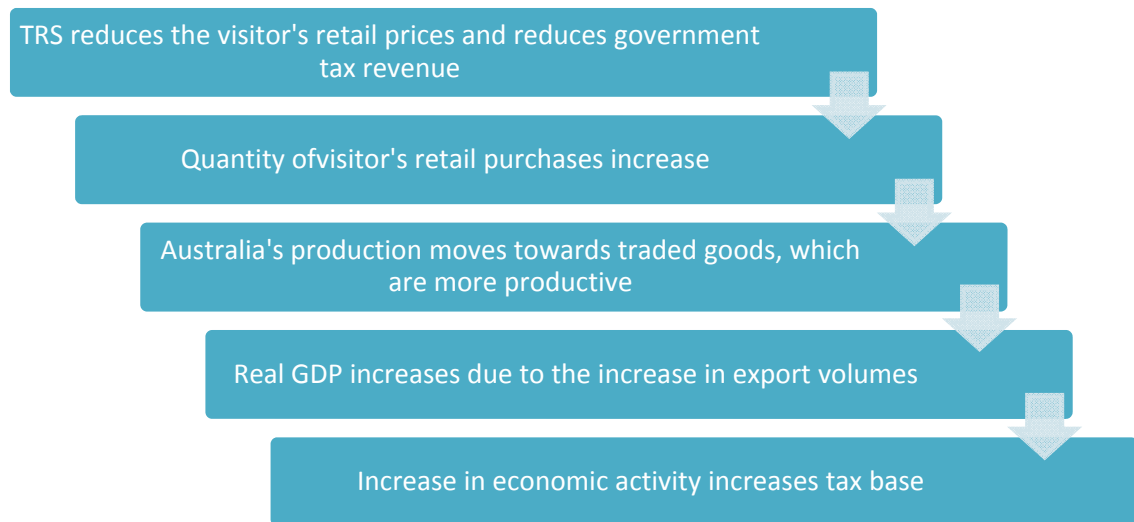 TRS reduces the visitor's retail prices and reduces government
tax revenue
Quantity ofvisitor's retail purchases increase
Australia's production moves towards traded goods, which
are more productive
Real GDP increases due to the increase in export volumes
Increase in economic activity increases tax base